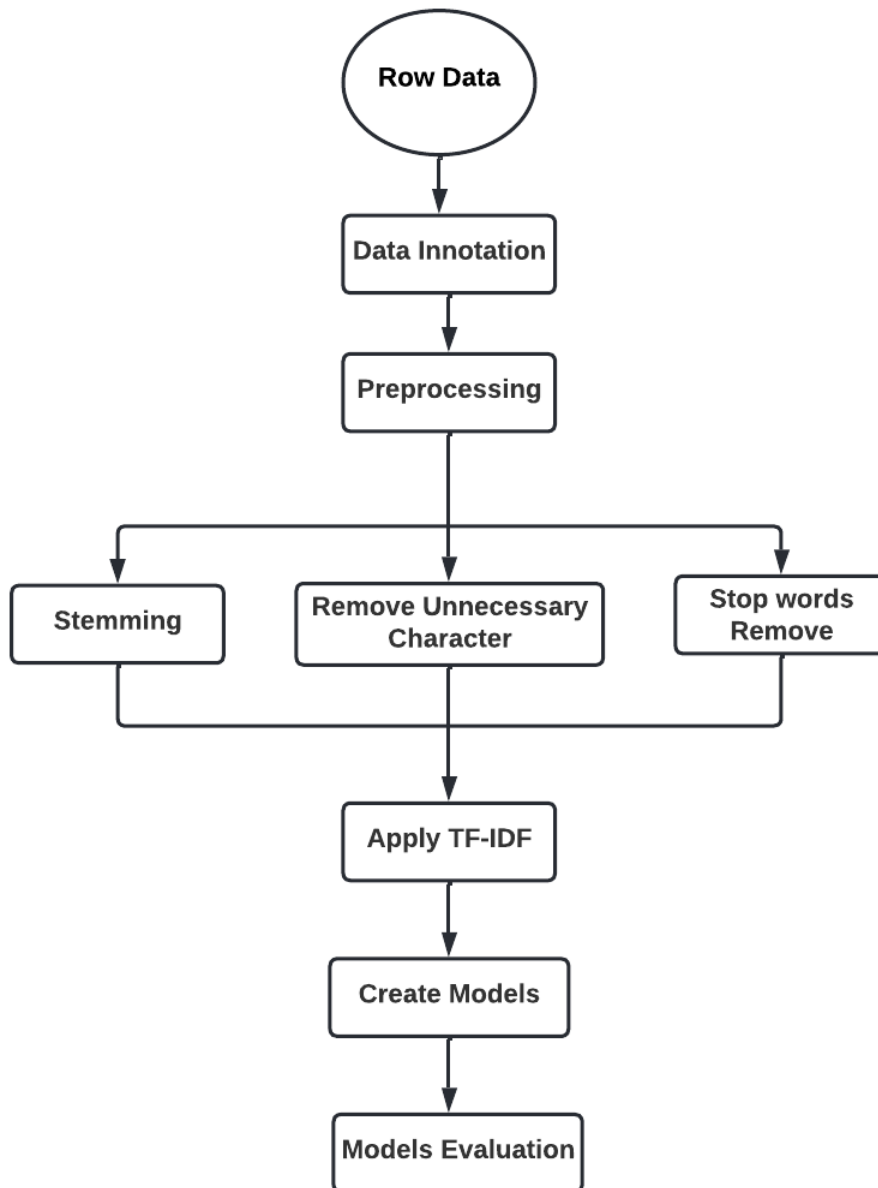 Row Data
Data Innotation
Preprocessing
Stemming
Remove Unnecessary
Character
Stop words
Remove
Apply TF-IDF
Create Models
Models Evaluation